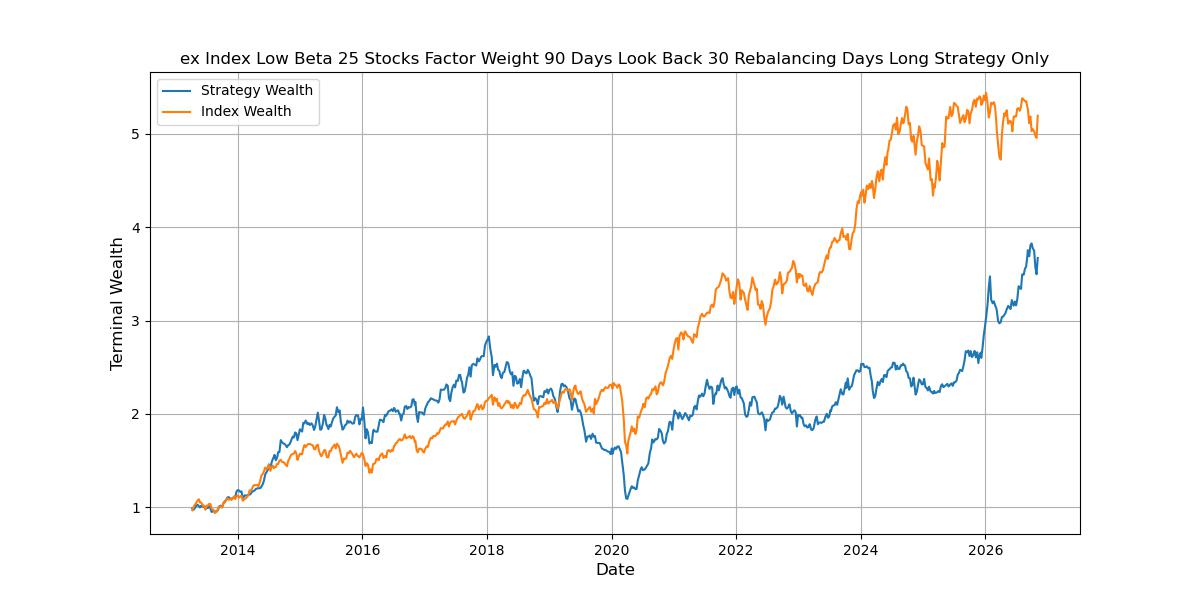 ex Index Low Beta 25 Stocks Factor Weight 90 Days Look Back 30 Rebalancing Days Long Strategy Only
Strategy Wealth
Index Wealth
Terminal Wealth
5
4
3
2
1
2014 2016 2018 2020 2022 2024 2026
Date